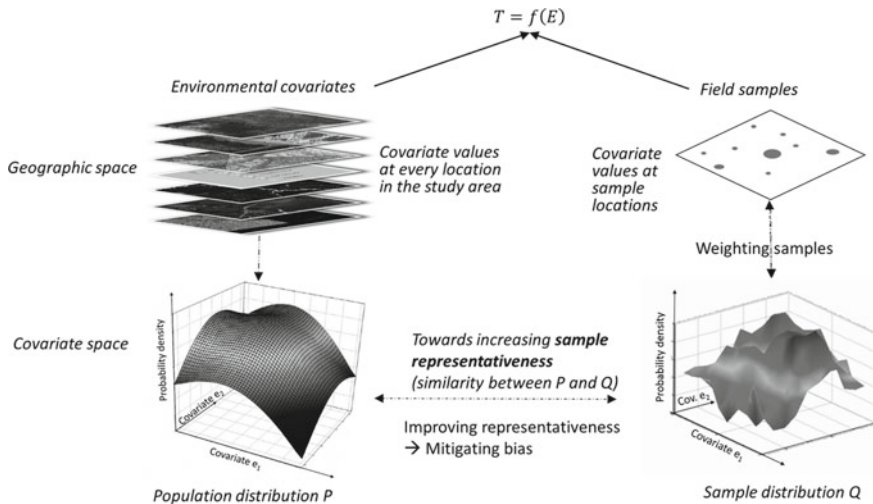 T = f(E)
Environmental covariates
Field samples
Geographic space
Covariate values
at every location
in the study area
Covariate
values at
sample
locations
Weighting samples
Covariate space
Probability density
Covariate e₂
Covariate e₁
Towards increasing sample
representativeness
(similarity between P and Q)
Improving representativeness
→ Mitigating bias
Probability density
Cov. e₂
Covariate e₁
Population distribution P
Sample distribution Q